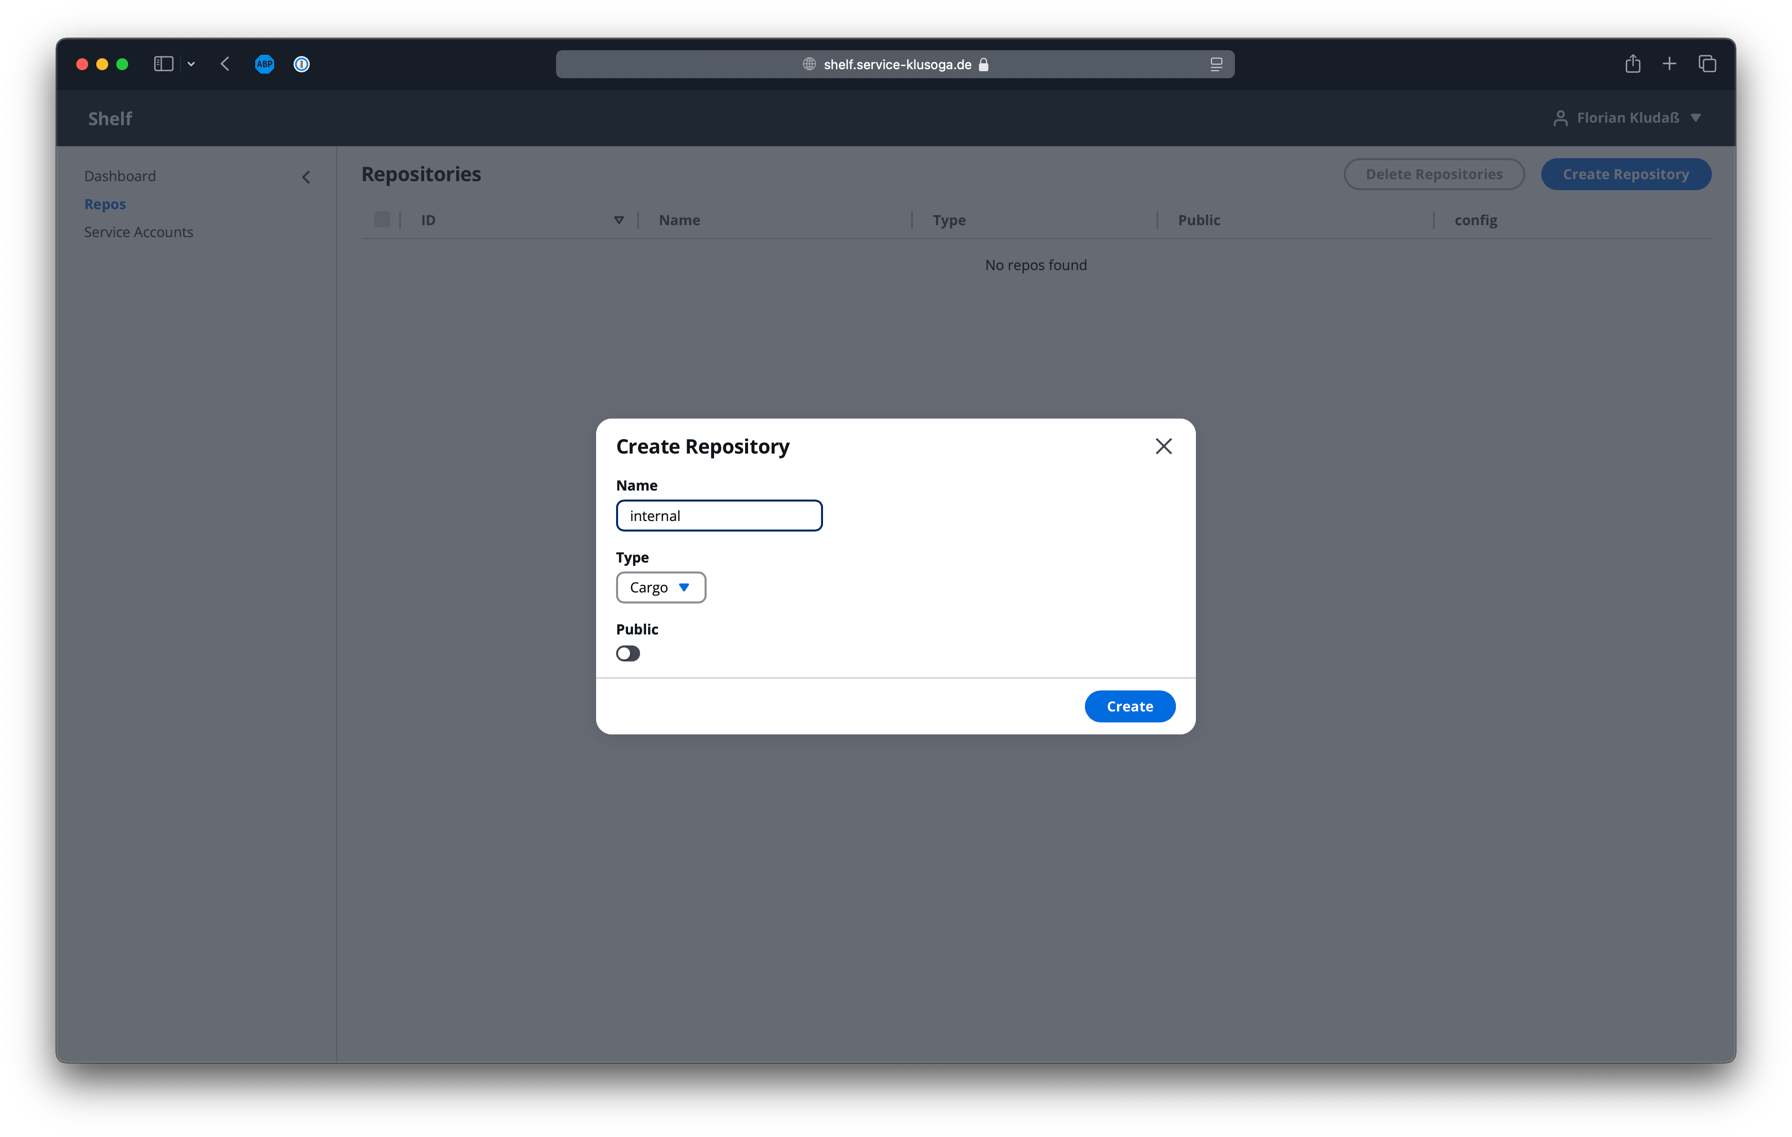 ABP
shelf.service-klusoga.de
Shelf
Florian Kludaß
Dashboard
Repos
Service Accounts
Repositories
Delete Repositories
Create Repository
ID
Name
Type
Public
config
No repos found
Create Repository
Name
internal
Type
Cargo
Public
Create